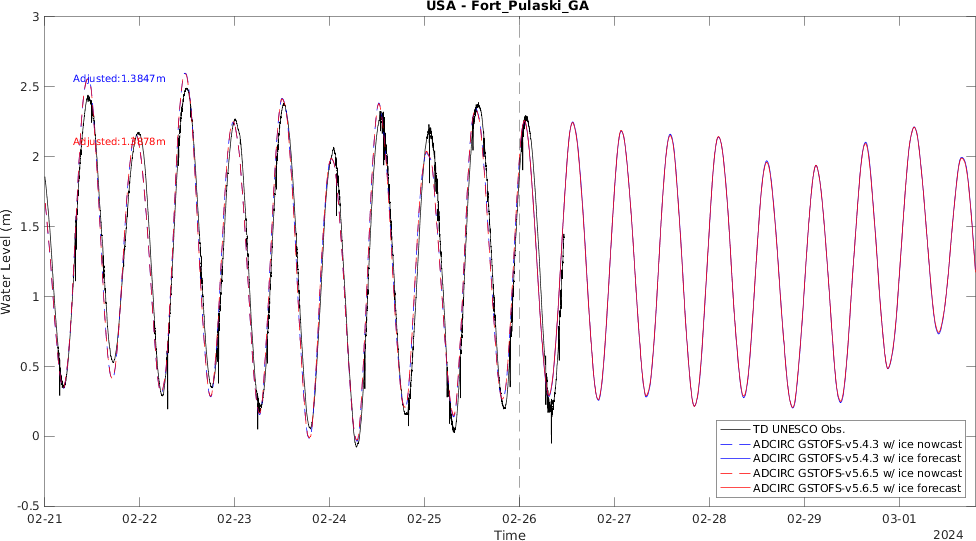 USA - Fort_Pulaski_GA
3
2.5
2
1.5
1
0.5
0
-0.5
Water Level (m)
Adjusted:1.3847m
TD UNESCO Obs.
ADCIRC GSTOFS-v5.4.3 w/ ice nowcast
ADCIRC GSTOFS-v5.4.3 w/ ice forecast
ADCIRC GSTOFS-v5.6.5 w/ ice nowcast
ADCIRC GSTOFS-v5.6.5 w/ ice forecast
02-21 02-22 02-23 02-24 02-25 02-26 02-27 02-28 02-29 03-01
Time
2024